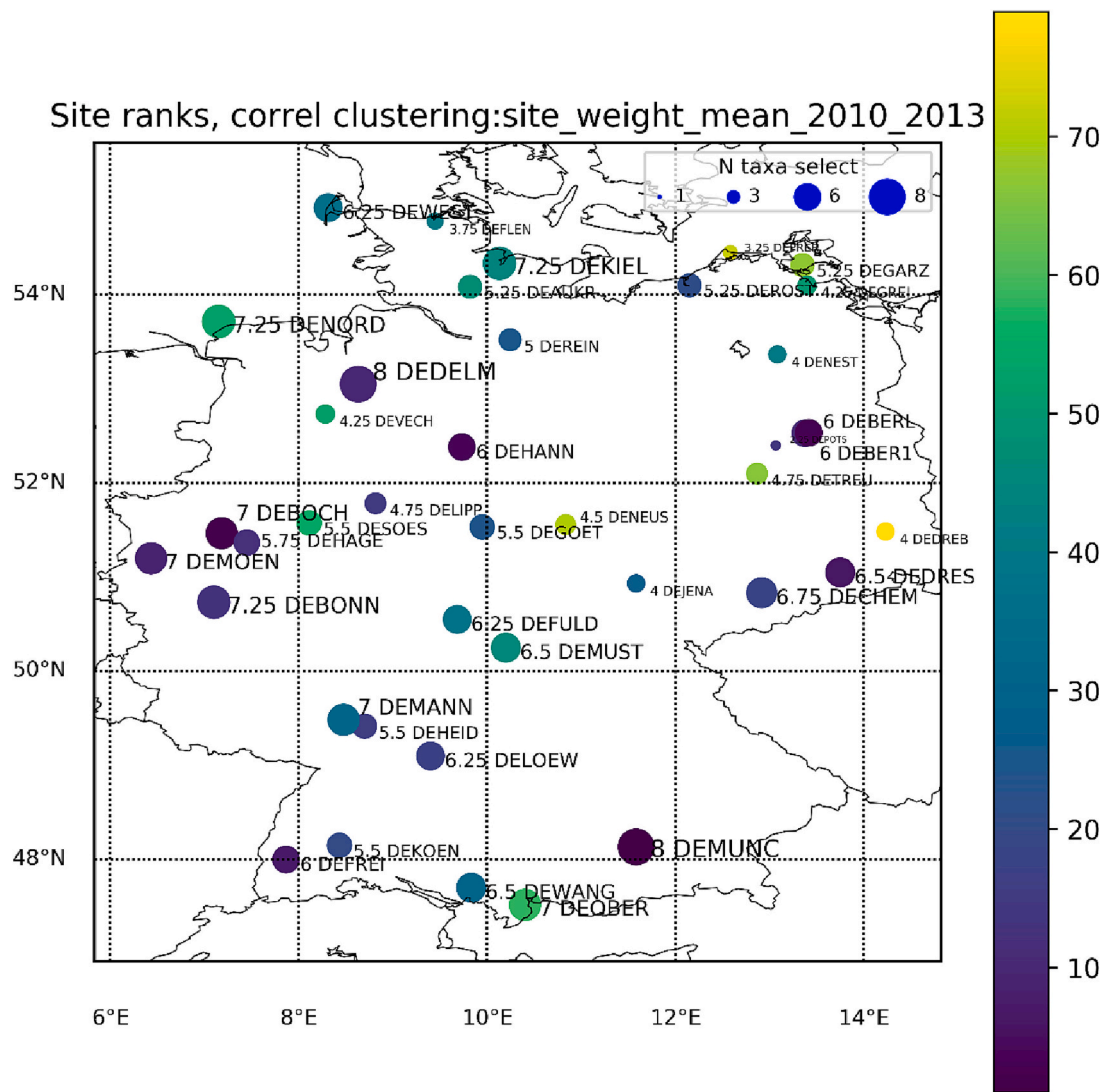 Site ranks, correl clustering:site_weight_mean_2010_2013
N taxa select
1 3 6 8
6.25 DEWEST
3.75 DEFLEN
7.25 DEKIEL
5.25 DEAUKR
5.25 DEGARZ
5.25 DEROST
54°N
7.25 DENORD
5 DEREIN
4 DENEST
8 DEDELM
4.25 DEVECH
6 DEBERL
6 DEHANN
6 DEBER1
52°N
4.75 DETREU
4.75 DELIPP
7 DEBOCH
4.5 DENEUS
5.5 DESOES
5.5 DEGOET
4 DEDREB
5.75 DEHAGE
7 DEMOEN
4 DEJENA
6.75 DECHEM
7.25 DEBONN
6.25 DEFULD
6.5 DEMUST
50°N
7 DEMANN
5.5 DEHEID
6.25 DELOEW
48°N
5.5 DEKOEN
8 DEMUNC
6 DEFREI
6.5 DEWANG
7 DEOBER
6°E 8°E 10°E 12°E 14°E
70
60
50
40
30
20
10